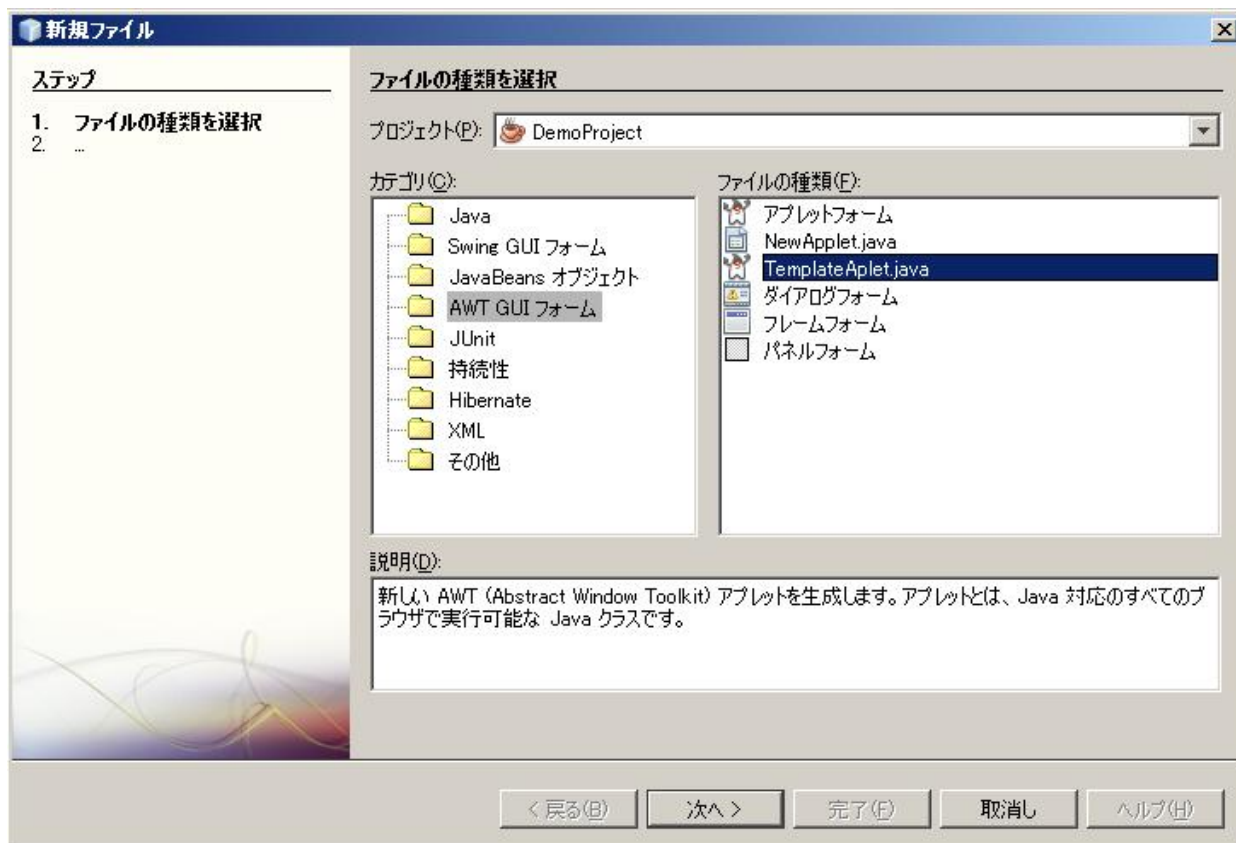 新規ファイル
ステップ
1. ファイルの種類を選択
2. ...
ファイルの種類を選択
プロジェクト(P): DemoProject
カテゴリ(C):
Java
Swing GUI フォーム
JavaBeans オブジェクト
AWT GUI フォーム
JUnit
持続性
Hibernate
XML
その他
ファイルの種類(F):
アプレットフォーム
NewApplet.java
TemplateAplet.java
ダイアログフォーム
フレームフォーム
パネルフォーム
説明(D):
新しい AWT (Abstract Window Toolkit) アプレットを生成します。アプレットとは、Java 対応のすべてのブ
ラウザで実行可能な Java クラスです。
< 戻る(B) 次へ > 完了(F) 取消し ヘルプ(H)